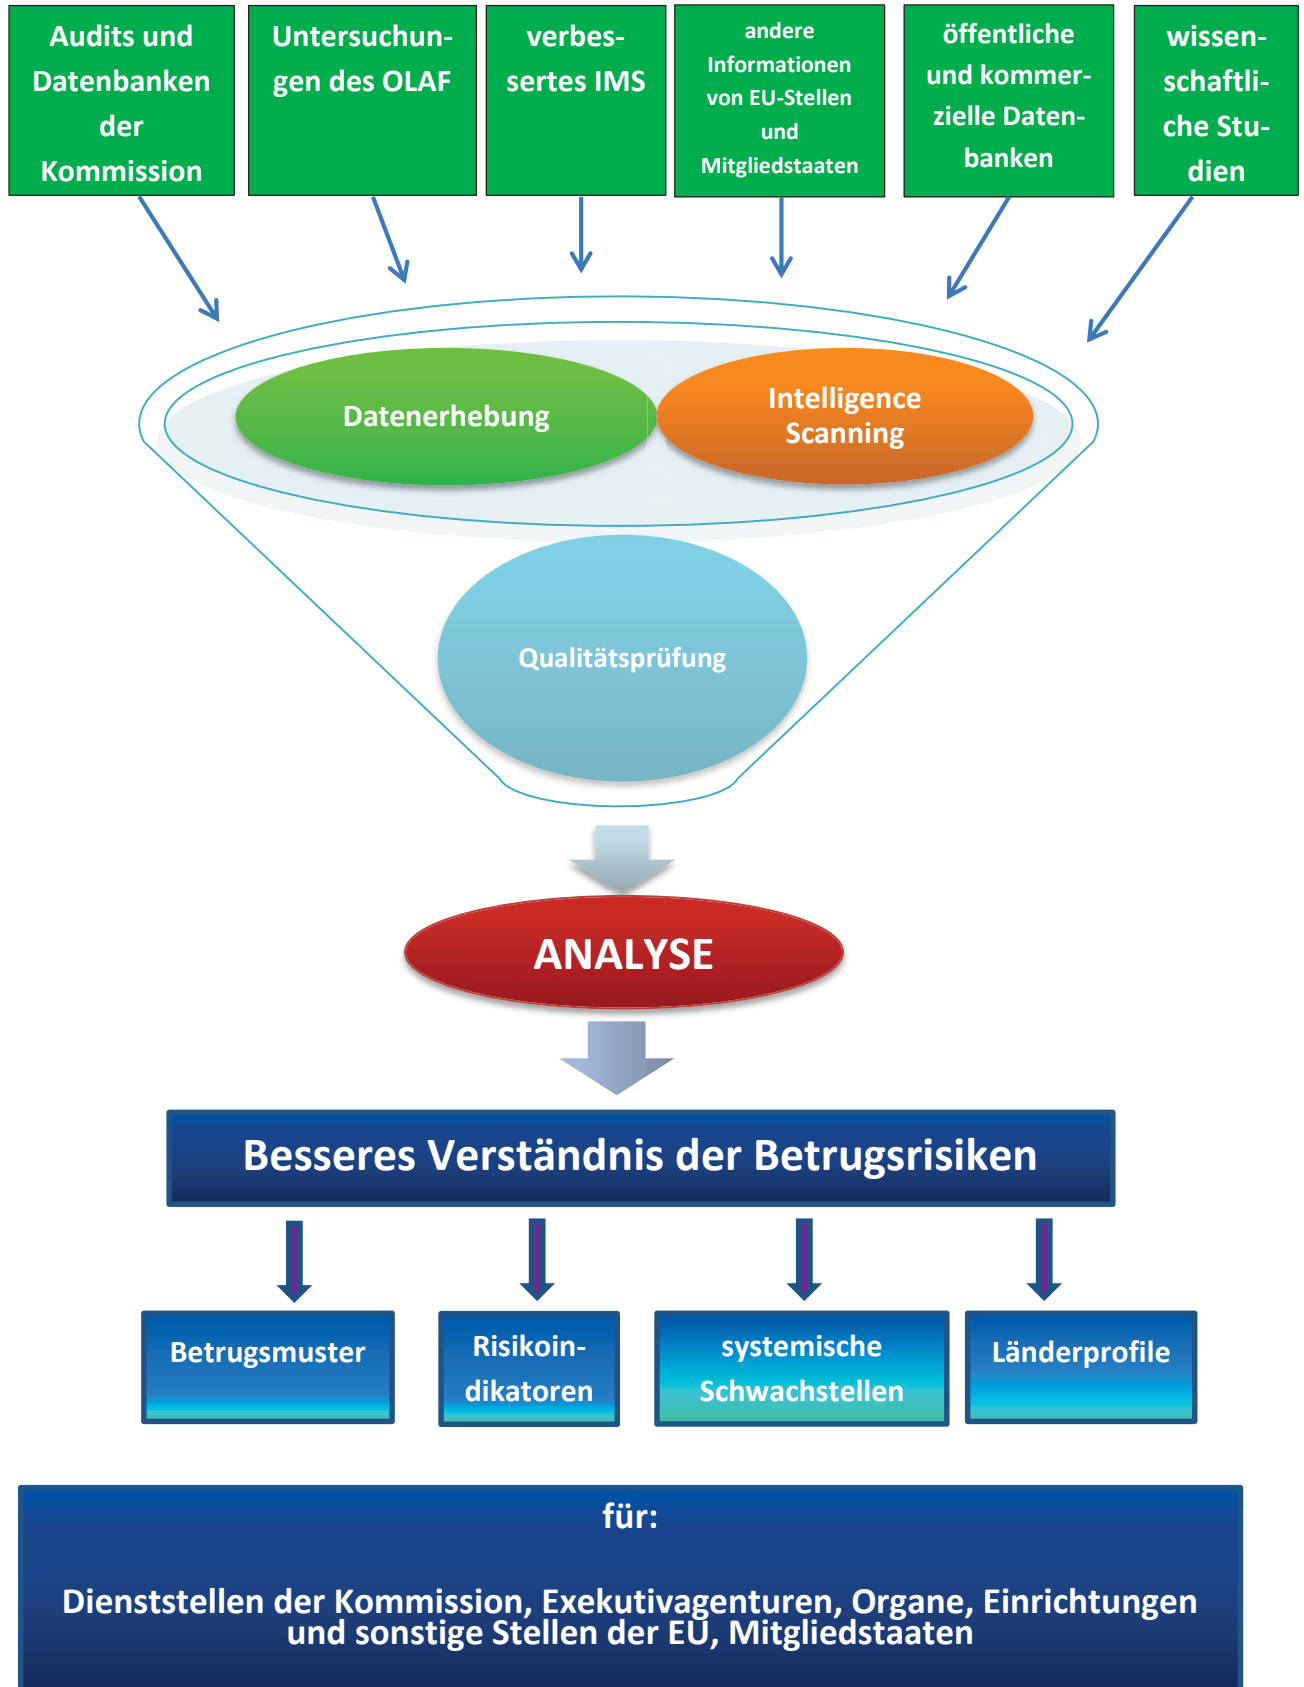 Audits und
Datenbanken
der
Kommission
Untersuchun-
gen des OLAF
verbes-
sertes IMS
andere
Informationen
von EU-Stellen
und
Mitgliedstaaten
öffentliche
und kommer-
zielle Daten-
banken
wissen-
schaftli-
che Stu-
dien
Datenerhebung
Intelligence
Scanning
Qualitätsprüfung
ANALYSE
Besseres Verständnis der Betrugsrisiken
Betrugsmuster
Risikoin-
dikatoren
systemische
Schwachstellen
Länderprofile
für:
Dienststellen der Kommission, Exekutivagenturen, Organe, Einrichtungen
und sonstige Stellen der EU, Mitgliedstaaten